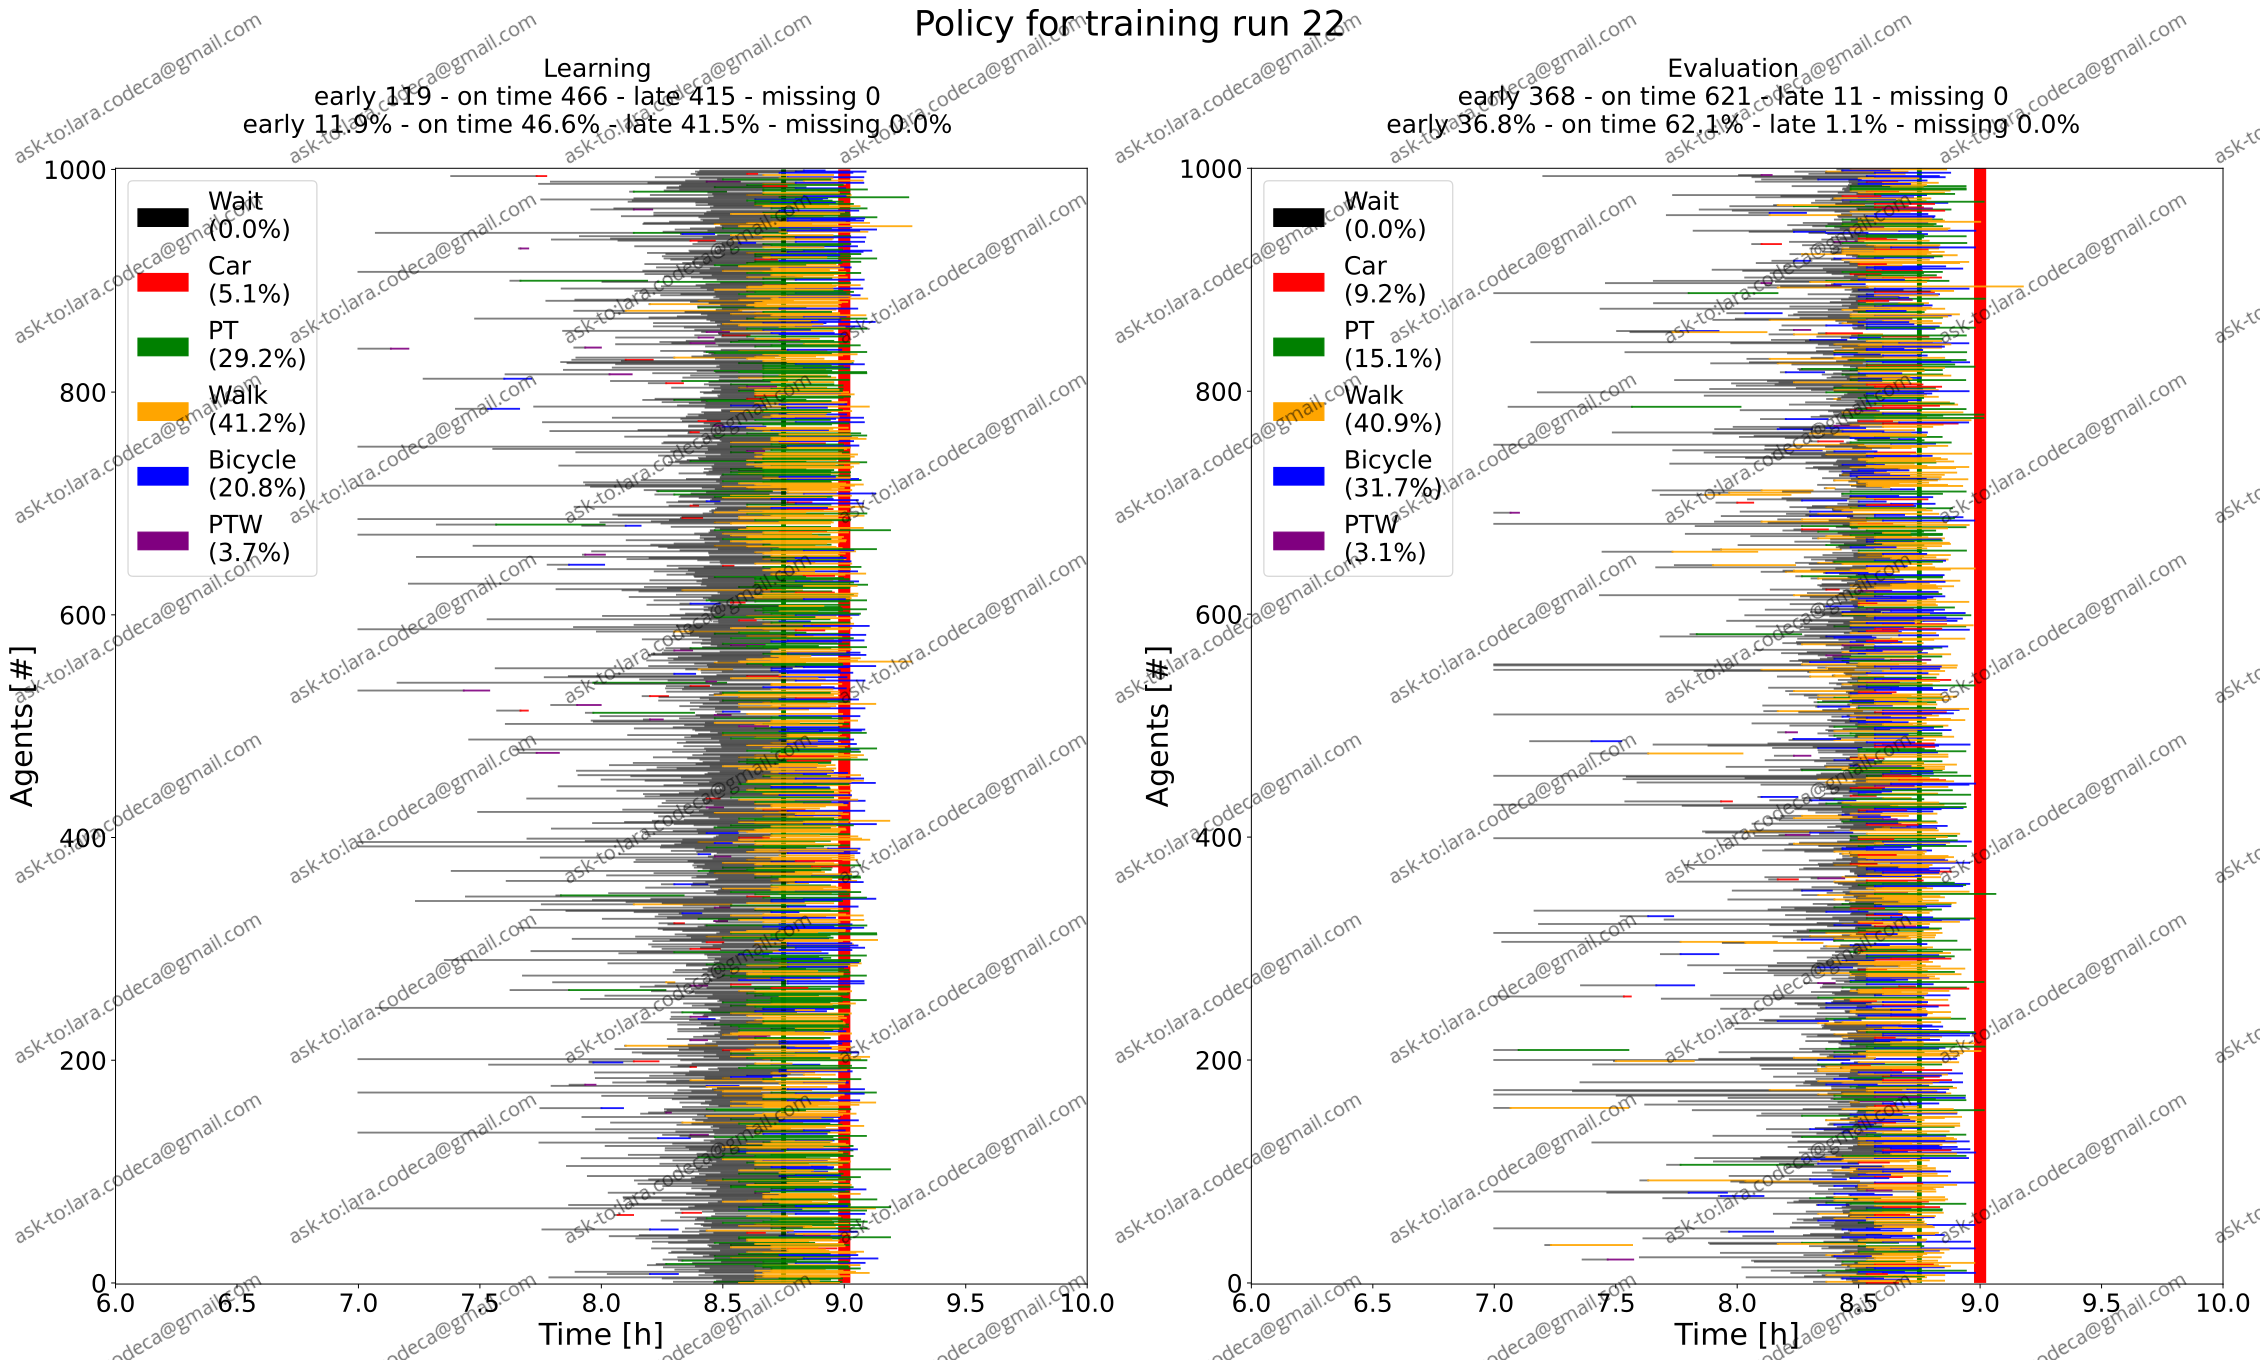 Policy for training run 22
Learning
early 119 - on time 466 - late 415 - missing 0
early 11.9% - on time 46.6% - late 41.5% - missing 0.0%
Evaluation
early 368 - on time 621 - late 11 - missing 0
early 36.8% - on time 62.1% - late 1.1% - missing 0.0%
Agents [#]
1000
800
600
400
200
0
Wait
(0.0%)
Car
(5.1%)
PT
(29.2%)
Walk
(41.2%)
Bicycle
(20.8%)
PTW
(3.7%)
6.0 6.5 7.0 7.5 8.0 8.5 9.0 9.5 10.0
Time [h]
Agents [#]
1000
800
600
400
200
0
Wait
(0.0%)
Car
(9.2%)
PT
(15.1%)
Walk
(40.9%)
Bicycle
(31.7%)
PTW
(3.1%)
6.0 6.5 7.0 7.5 8.0 8.5 9.0 9.5 10.0
Time [h]
ask-to:lara.codeca@gmail.com